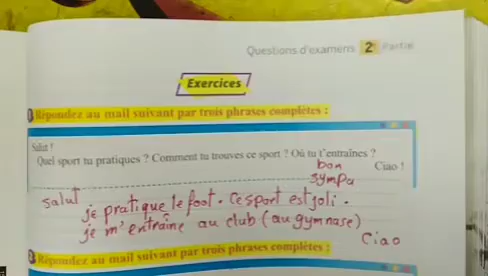 Questions d'examens 2 Partie
Exercices
Répondez au mail suivant par trois phrases complètes :
Salut !
Quel sport tu pratiques ? Comment tu trouves ce sport ? Où tu t'entraînes ?
Ciao !
bon
sympa
salut
je pratique le foot. Ce sport est joli.
je m'entraîne au club (au gymnase)
Ciao
Répondez au mail suivant par trois phrases complètes :